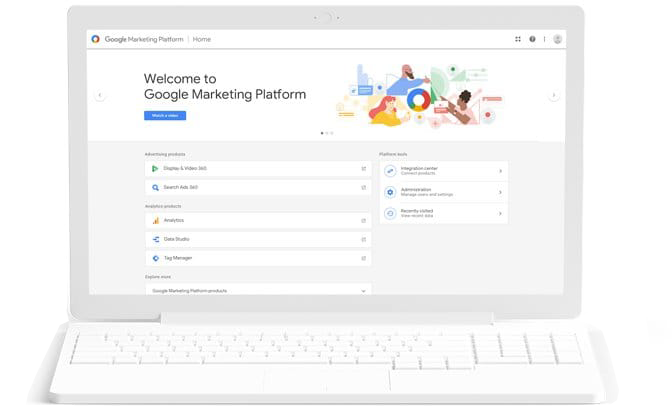 Google Marketing Platform | Home
Welcome to
Google Marketing Platform
Watch a video
Advertising products
Platform tools
Display & Video 360
Search Ads 360
Integration center
Connect products
Administration
Manage users and settings
Recently visited
View recent data
Analytics products
Analytics
Data Studio
Tag Manager
Explore more
Google Marketing Platform products